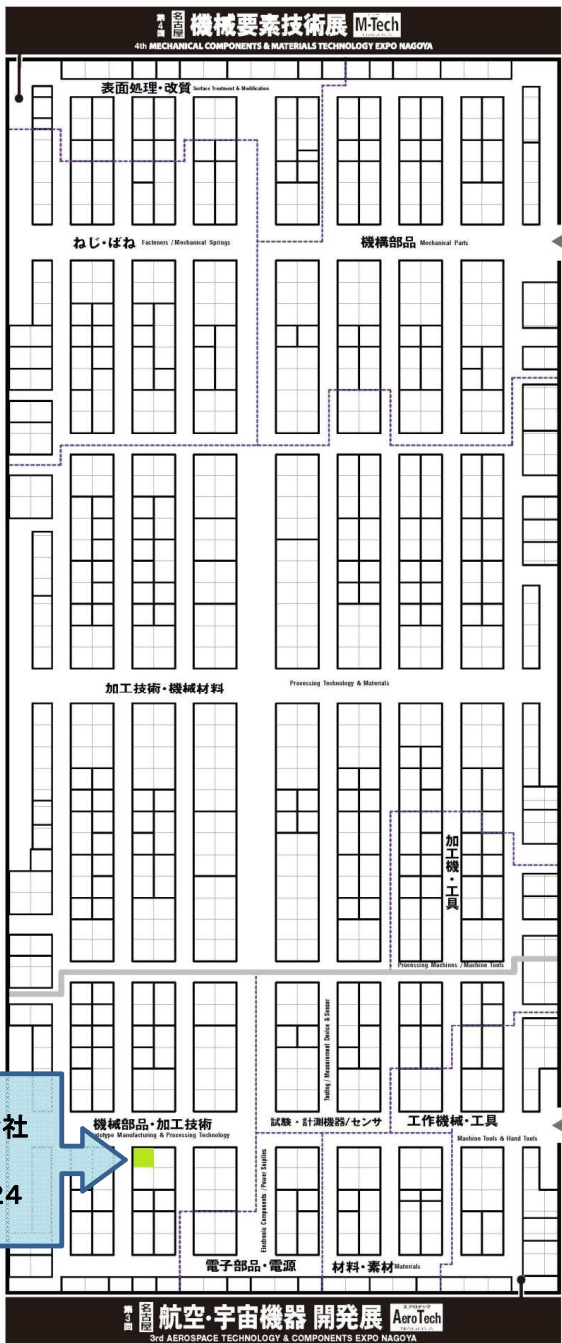 第4回 名古屋 機械要素技術展 M-Tech
4th MECHANICAL COMPONENTS & MATERIALS TECHNOLOGY EXPO NAGOYA
表面処理・改質 Surface Treatment & Modification
ねじ・ばね Fasteners / Mechanical Springs
機構部品 Mechanical Parts
加工技術・機械材料
Processing Technology & Materials
加工機・工具
Processing Machines / Machine Tools
Testing / Measurement Device & Sensor
社
24
機械部品・加工技術
totype Manufacturing & Processing Technology
試験・計測機器/センサ
工作機械・工具
Machine Tools & Hand Tools
Electronic Components / Power Supplies
電子部品・電源
材料・素材 Materials
第3回 名古屋 航空・宇宙機器 開発展 エアロテック AeroTech
3rd AEROSPACE TECHNOLOGY & COMPONENTS EXPO NAGOYA